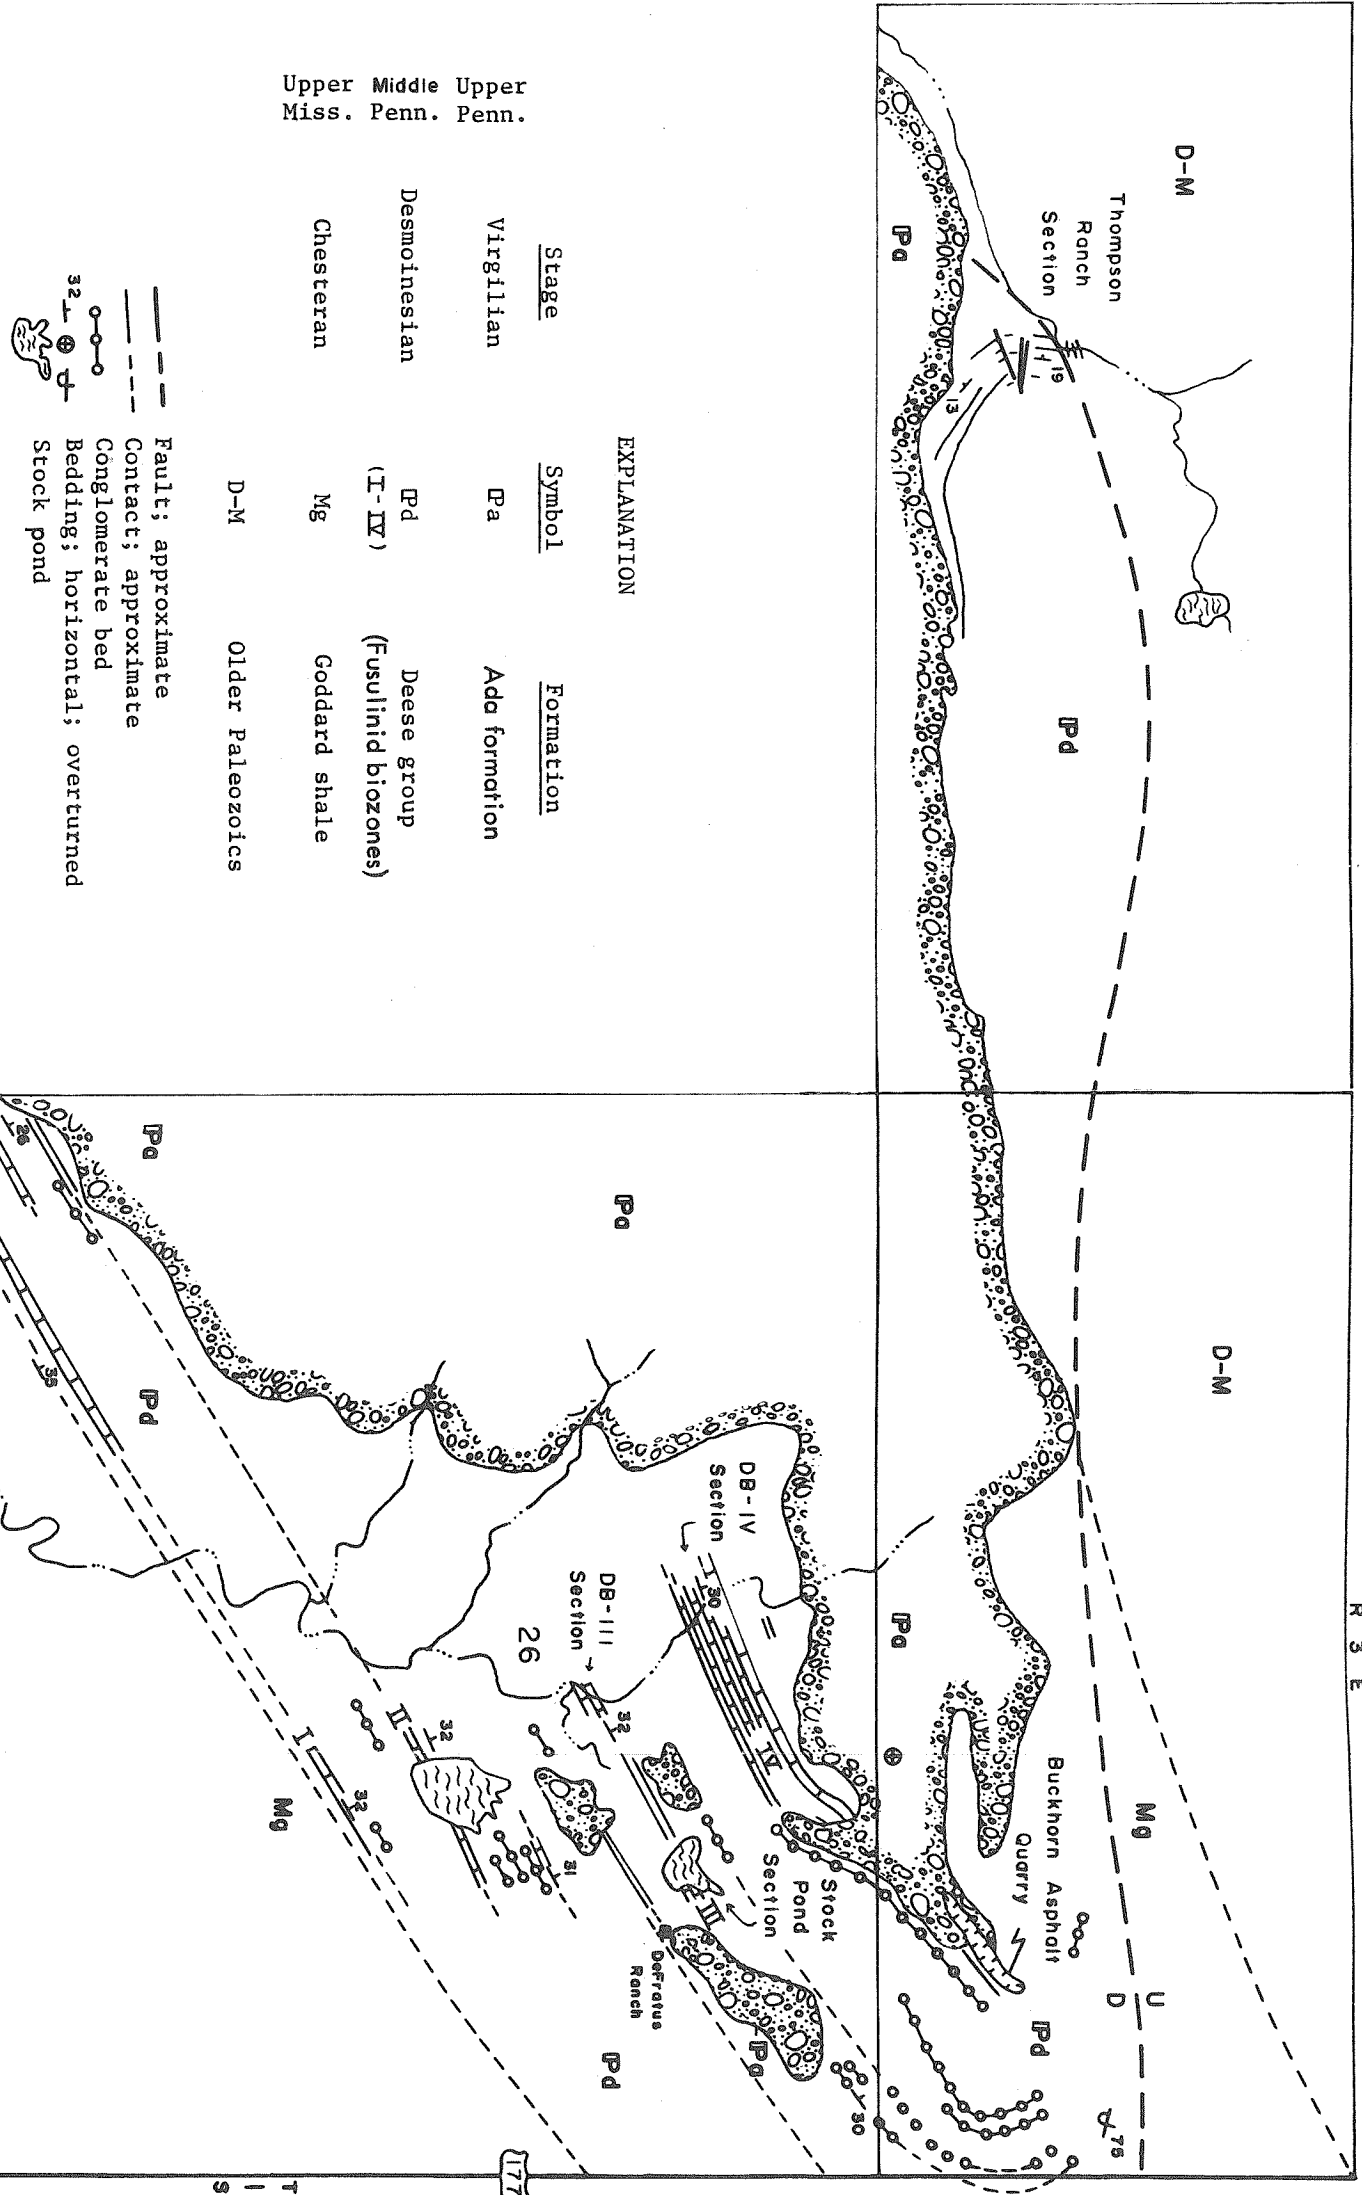 R 3 E
D-M
Thompson
Ranch
Section
19
13
ℙa
ℙd
D-M
Mg
U
D
Buckhorn Asphalt
Quarry
ℙa
ℙd
75
30
ℙa
DB-IV
Section
30
IV
Stock
Pond
Section
III
DB-III
Section
32
26
DeFratus
Ranch
ℙa
ℙd
31
II
32
I
32
Mg
ℙa
ℙd
26
35
177
T
1
S
EXPLANATION
Stage Symbol Formation
Upper Penn. Virgilian ℙa Ada formation
Middle Penn. Desmoinesian ℙd Deese group
(I-IV) (Fusulinid biozones)
Upper Miss. Chesteran Mg Goddard shale
D-M Older Paleozoics
Fault; approximate
Contact; approximate
Conglomerate bed
32 Bedding; horizontal; overturned
Stock pond